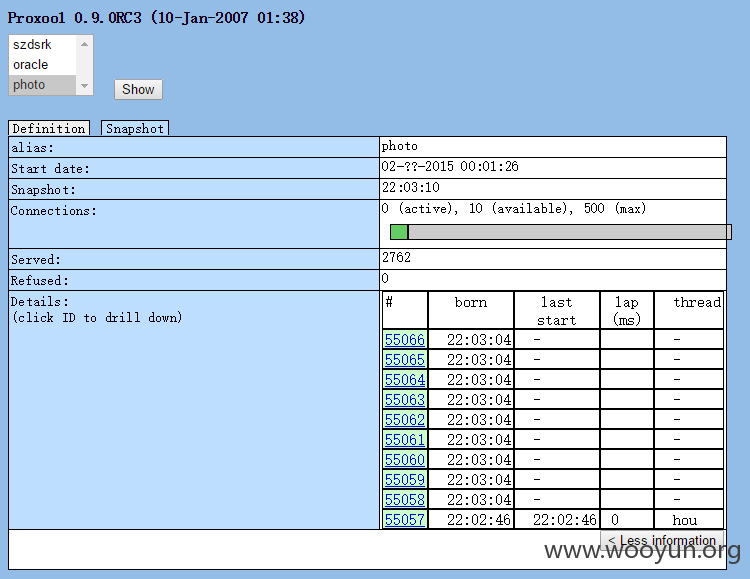 Proxool 0.9.0RC3 (10-Jan-2007 01:38)
szdsrk
oracle
photo
Show
Definition Snapshot
alias: photo
Start date: 02-??-2015 00:01:26
Snapshot: 22:03:10
Connections: 0 (active), 10 (available), 500 (max)
Served: 2762
Refused: 0
Details:
(click ID to drill down)
# born last start lap (ms) thread
55066 22:03:04 - -
55065 22:03:04 - -
55064 22:03:04 - -
55063 22:03:04 - -
55062 22:03:04 - -
55061 22:03:04 - -
55060 22:03:04 - -
55059 22:03:04 - -
55058 22:03:04 - -
55057 22:02:46 22:02:46 0 hou
< Less information
www.wooyun.org